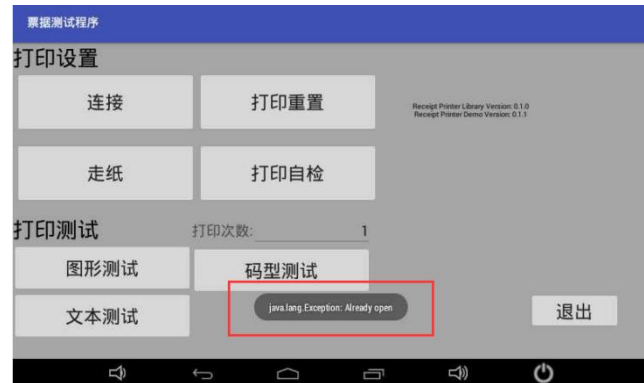 票据测试程序
打印设置
连接
打印重置
Receipt Printer Library Version: 0.1.0
Receipt Printer Demo Version: 0.1.1
走纸
打印自检
打印测试
打印次数: 1
图形测试
码型测试
java.lang.Exception: Already open
文本测试
退出